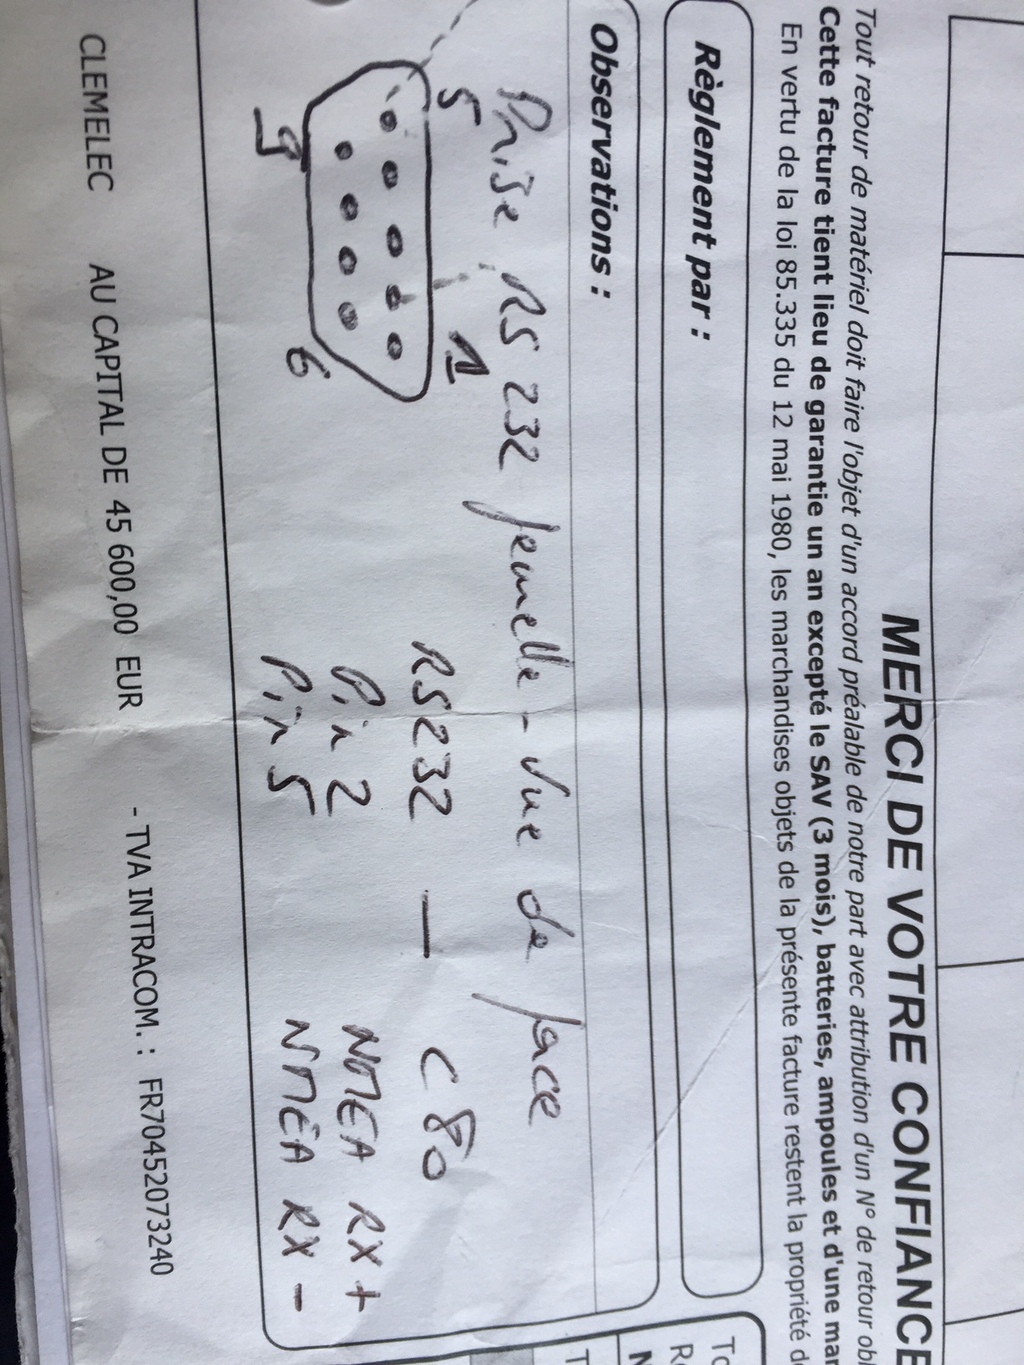 MERCI DE VOTRE CONFIANCE
Tout retour de matériel doit faire l'objet d'un accord préalable de notre part avec attribution d'un N° de retour
Cette facture tient lieu de garantie un an excepté le SAV (3 mois), batteries, ampoules et d'une
En vertu de la loi 85.335 du 12 mai 1980, les marchandises objets de la présente facture restent la propriété
Règlement par :
Observations :
Prise RS 232 femelle - Vue de face
5 1
9 6
RS232 — C80
Pin 2 NMEA RX +
Pin 5 NMEA RX -
CLEMELEC AU CAPITAL DE 45 600,00 EUR - TVA INTRACOM. : FR70452073240